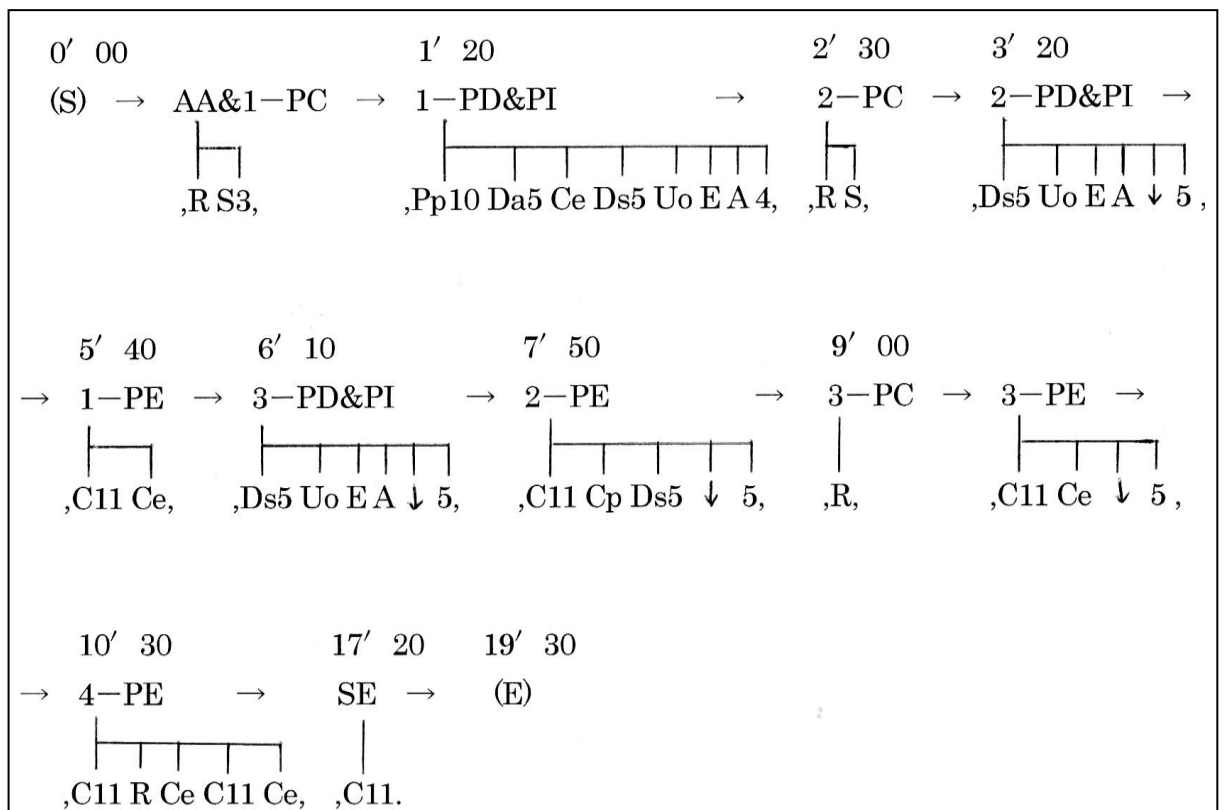 0′ 00 1′ 20 2′ 30 3′ 20
(S) → AA&1−PC → 1−PD&PI → 2−PC → 2−PD&PI →
,R S3, ,Pp10 Da5 Ce Ds5 Uo E A 4, ,R S, ,Ds5 Uo E A ↓ 5 ,
5′ 40 6′ 10 7′ 50 9′ 00
→ 1−PE → 3−PD&PI → 2−PE → 3−PC → 3−PE →
,C11 Ce, ,Ds5 Uo E A ↓ 5, ,C11 Cp Ds5 ↓ 5, ,R, ,C11 Ce ↓ 5 ,
10′ 30 17′ 20 19′ 30
→ 4−PE → SE → (E)
,C11 R Ce C11 Ce, ,C11.